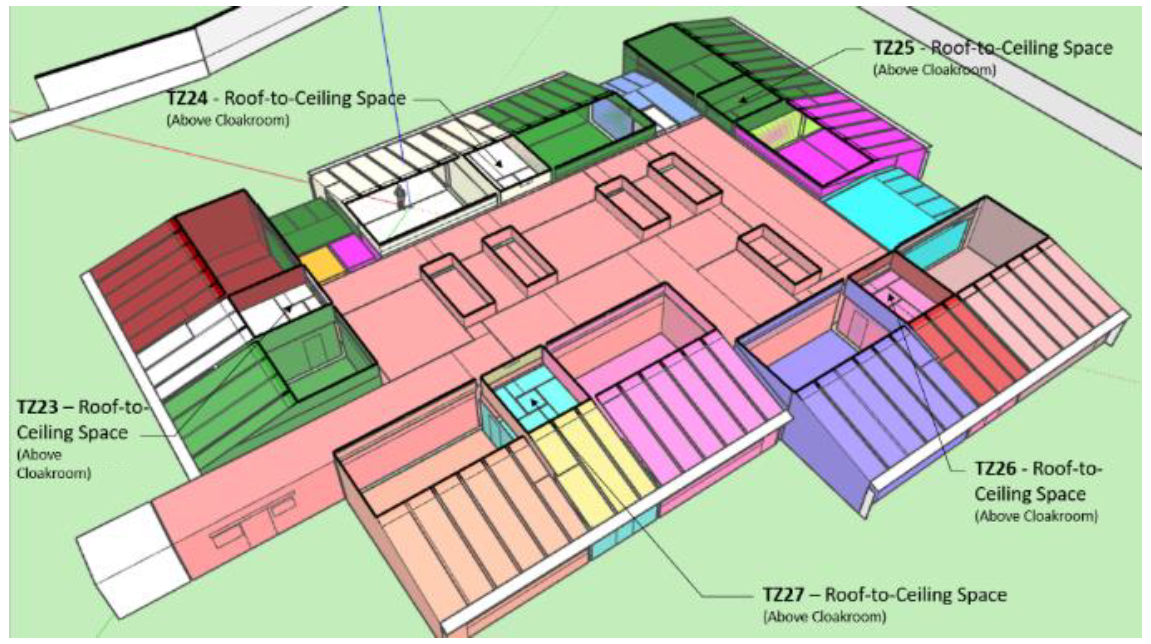 TZ25 - Roof-to-Ceiling Space
(Above Cloakroom)
TZ24 - Roof-to-Ceiling Space
(Above Cloakroom)
TZ23 – Roof-to-
Ceiling Space
(Above
Cloakroom)
TZ26 - Roof-to-
Ceiling Space
(Above Cloakroom)
TZ27 – Roof-to-Ceiling Space
(Above Cloakroom)